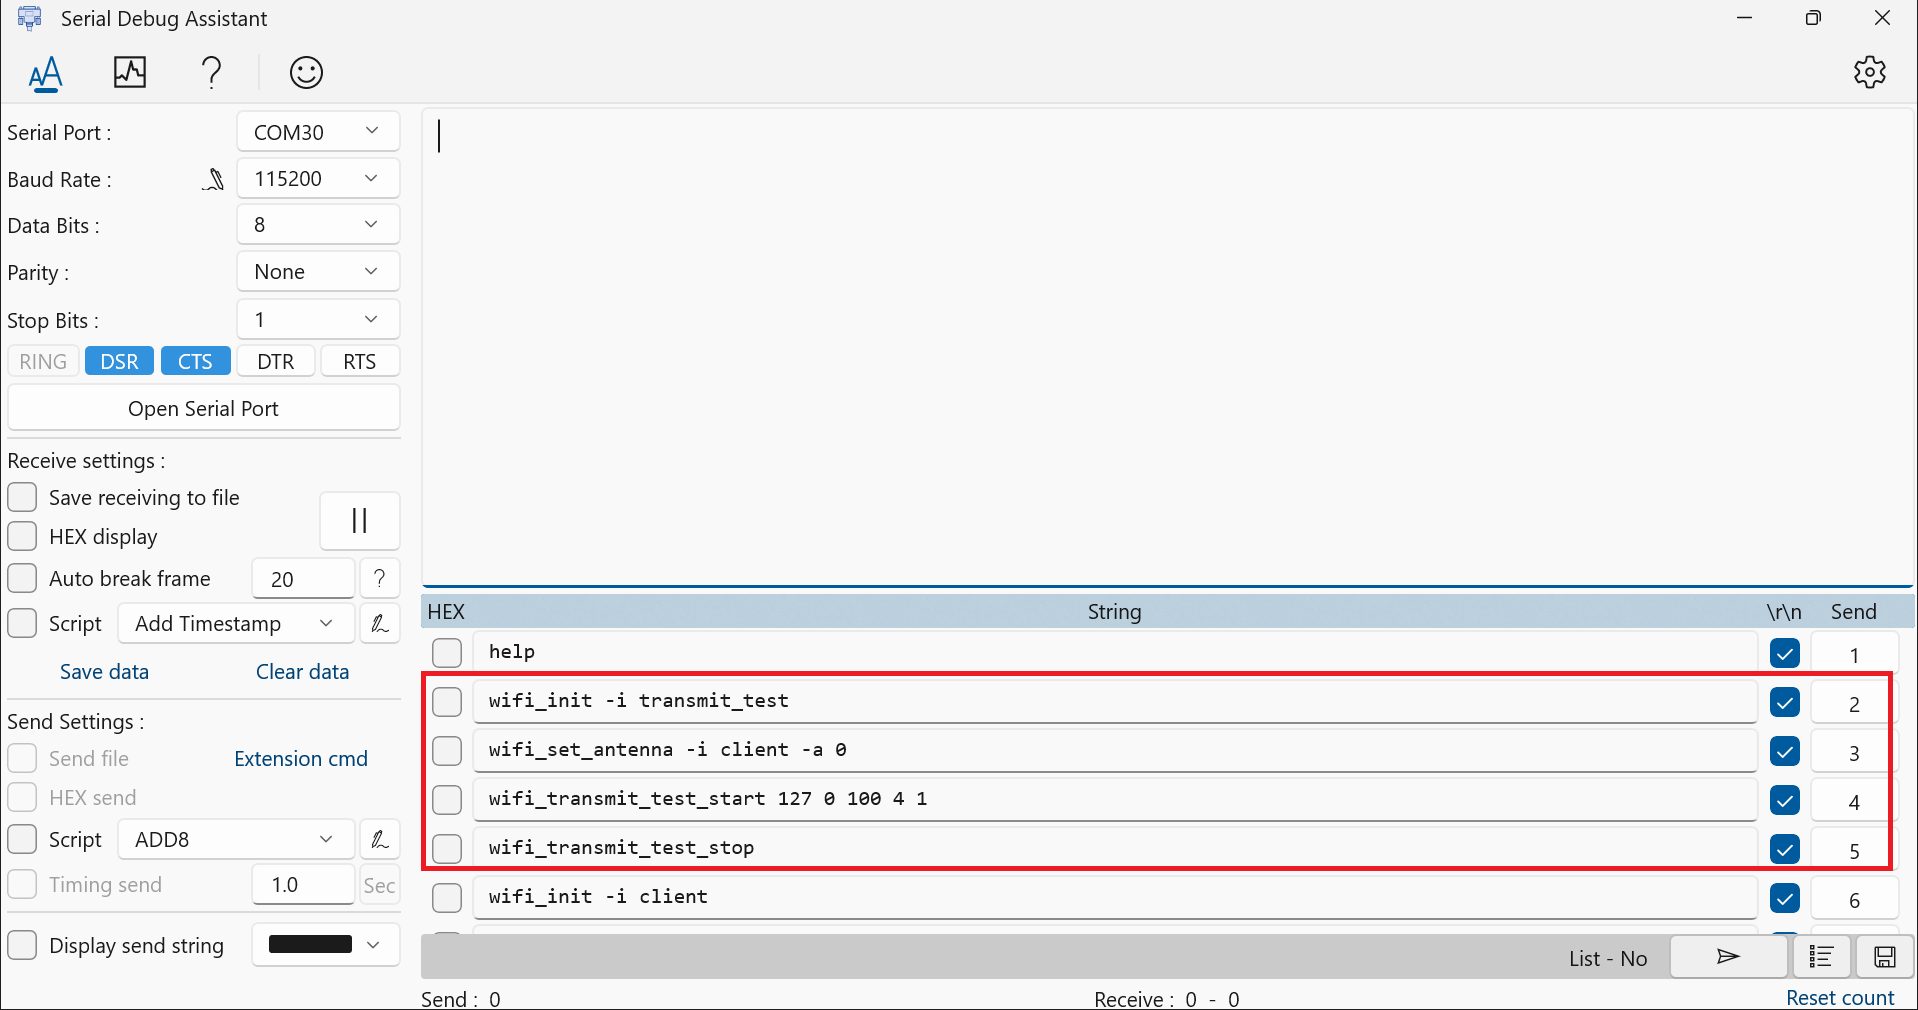 Serial Debug Assistant
Serial Port : COM30
Baud Rate : 115200
Data Bits : 8
Parity : None
Stop Bits : 1
RING DSR CTS DTR RTS
Open Serial Port
Receive settings :
Save receiving to file
HEX display
Auto break frame 20 ?
Script Add Timestamp
Save data Clear data
Send Settings :
Send file Extension cmd
HEX send
Script ADD8
Timing send 1.0 Sec
Display send string
HEX String \r\n Send
help 1
wifi_init -i transmit_test 2
wifi_set_antenna -i client -a 0 3
wifi_transmit_test_start 127 0 100 4 1 4
wifi_transmit_test_stop 5
wifi_init -i client 6
List - No
Send : 0 Receive : 0 - 0 Reset count